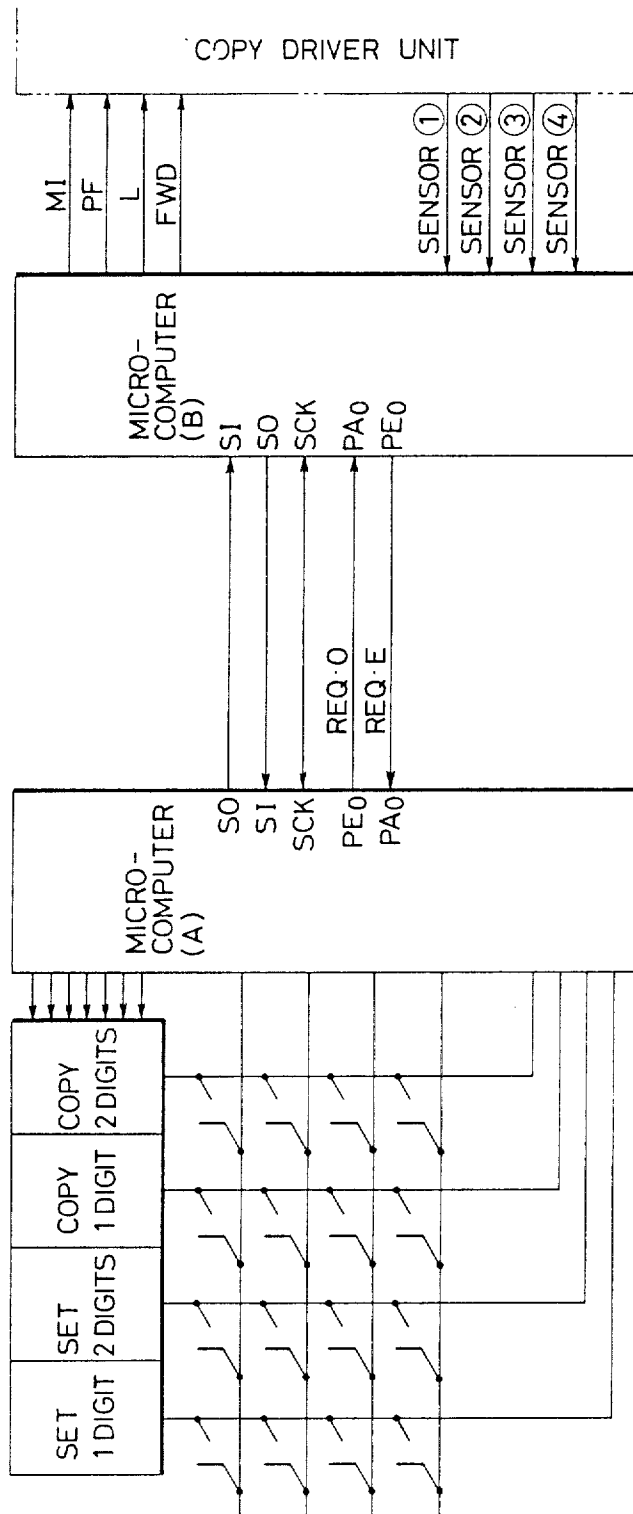 COPY DRIVER UNIT
MI
PF
L
FWD
SENSOR ①
SENSOR ②
SENSOR ③
SENSOR ④
MICRO-
COMPUTER
(B)
SI
SO
SCK
PA0
PE0
REQ·O
REQ·E
SO
SI
SCK
PE0
PA0
MICRO-
COMPUTER
(A)
COPY
2 DIGITS
COPY
1 DIGIT
SET
2 DIGITS
SET
1 DIGIT